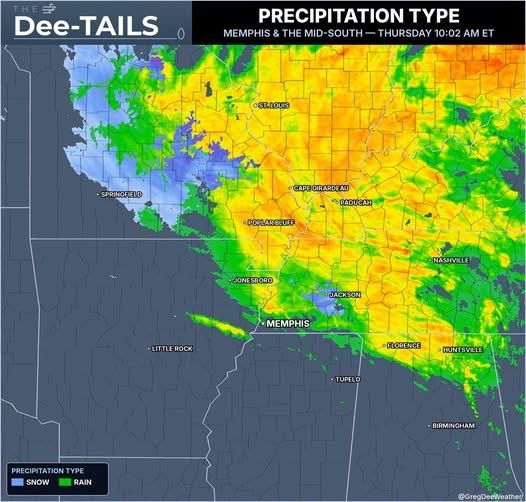 THE
Dee-TAILS
PRECIPITATION TYPE
MEMPHIS & THE MID-SOUTH — THURSDAY 10:02 AM ET
ST. LOUIS
SPRINGFIELD
CAPE GIRARDEAU
PADUCAH
POPLAR BLUFF
NASHVILLE
JONESBORO
JACKSON
MEMPHIS
LITTLE ROCK
FLORENCE
HUNTSVILLE
TUPELO
BIRMINGHAM
PRECIPITATION TYPE
SNOW RAIN
@GregDeeWeather